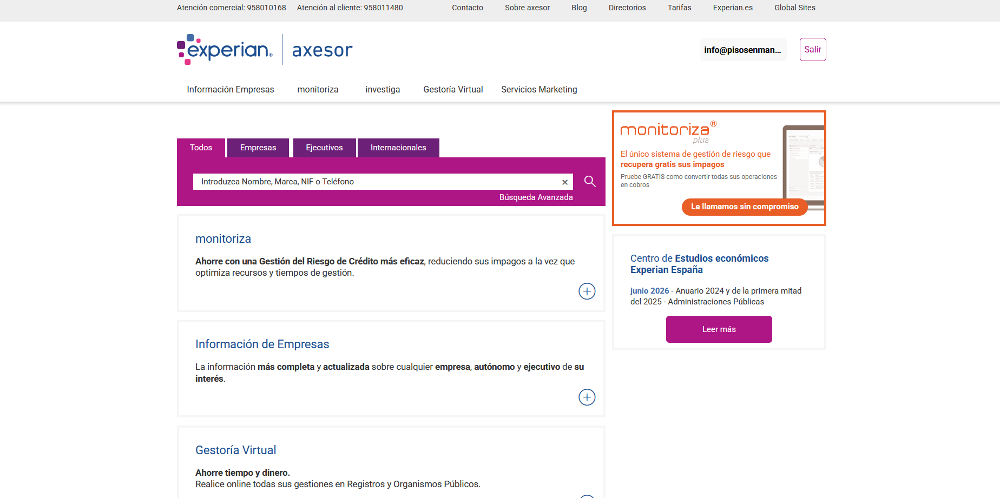 Atención comercial: 958010168 Atención al cliente: 958011480 Contacto Sobre axesor Blog Directorios Tarifas Experian.es Global Sites
experian® axesor
info@pisosenman... Salir
Información Empresas monitoriza investiga Gestoría Virtual Servicios Marketing
Todos Empresas Ejecutivos Internacionales
Introduzca Nombre, Marca, NIF o Teléfono
Búsqueda Avanzada
monitoriza
Ahorre con una Gestión del Riesgo de Crédito más eficaz, reduciendo sus impagos a la vez que
optimiza recursos y tiempos de gestión.
Información de Empresas
La información más completa y actualizada sobre cualquier empresa, autónomo y ejecutivo de su
interés.
Gestoría Virtual
Ahorre tiempo y dinero.
Realice online todas sus gestiones en Registros y Organismos Públicos.
monitoriza®
plus
El único sistema de gestión de riesgo que
recupera gratis sus impagos
Pruebe GRATIS como convertir todas sus operaciones
en cobros
Le llamamos sin compromiso
Centro de Estudios económicos
Experian España
junio 2026 - Anuario 2024 y de la primera mitad
del 2025 - Administraciones Públicas
Leer más